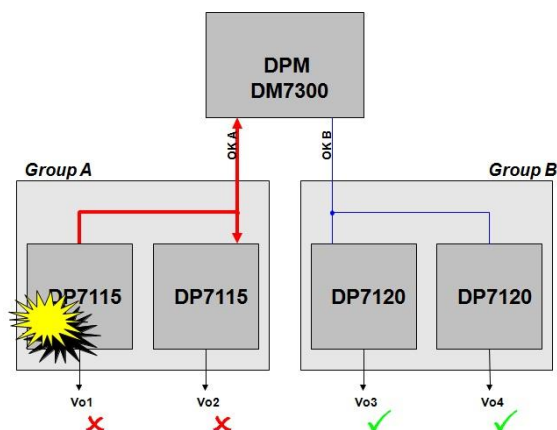 DPM
DM7300
OK A
OK B
Group A
Group B
DP7115
DP7115
DP7120
DP7120
Vo1
Vo2
Vo3
Vo4